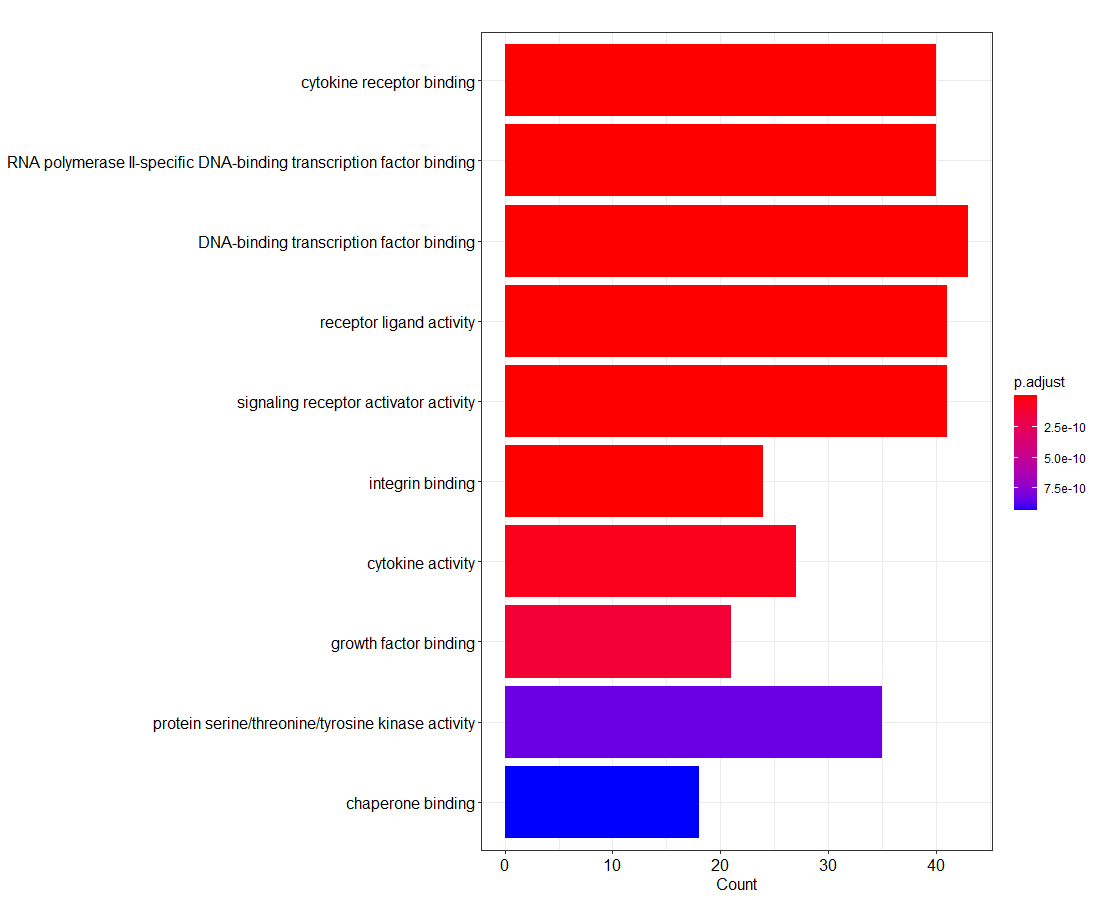 cytokine receptor binding
RNA polymerase II-specific DNA-binding transcription factor binding
DNA-binding transcription factor binding
receptor ligand activity
signaling receptor activator activity
integrin binding
cytokine activity
growth factor binding
protein serine/threonine/tyrosine kinase activity
chaperone binding
0 10 20 30 40
Count
p.adjust
2.5e-10
5.0e-10
7.5e-10